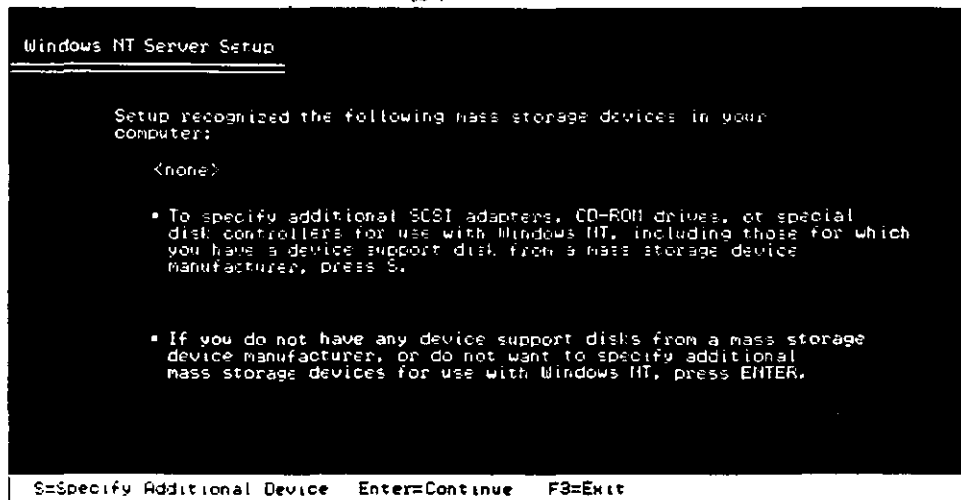 Windows NT Server Setup
Setup recognized the following mass storage devices in your
computer:
<none>
• To specify additional SCSI adapters, CD-ROM drives, or special
disk controllers for use with Windows NT, including those for which
you have a device support disk from a mass storage device
manufacturer, press S.
• If you do not have any device support disks from a mass storage
device manufacturer, or do not want to specify additional
mass storage devices for use with Windows NT, press ENTER.
S=Specify Additional Device Enter=Continue F3=Exit